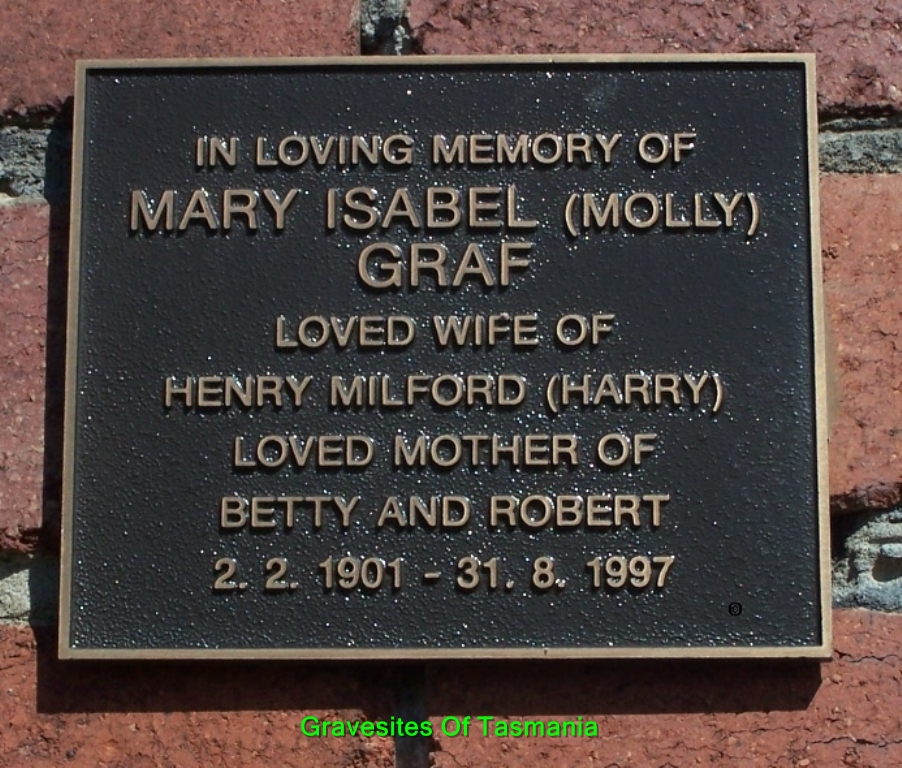 IN LOVING MEMORY OF
MARY ISABEL (MOLLY)
GRAF
LOVED WIFE OF
HENRY MILFORD (HARRY)
LOVED MOTHER OF
BETTY AND ROBERT
2. 2. 1901 - 31. 8. 1997
Gravesites Of Tasmania